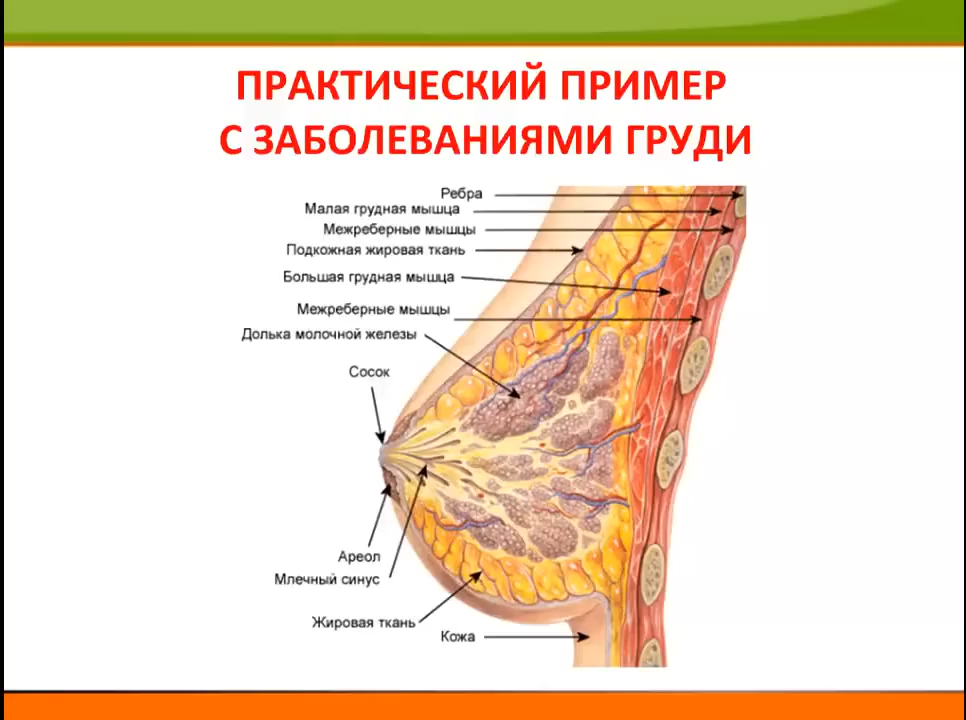 ПРАКТИЧЕСКИЙ ПРИМЕР
С ЗАБОЛЕВАНИЯМИ ГРУДИ
Ребра
Малая грудная мышца
Межреберные мышцы
Подкожная жировая ткань
Большая грудная мышца
Межреберные мышцы
Долька молочной железы
Сосок
Ареол
Млечный синус
Жировая ткань
Кожа